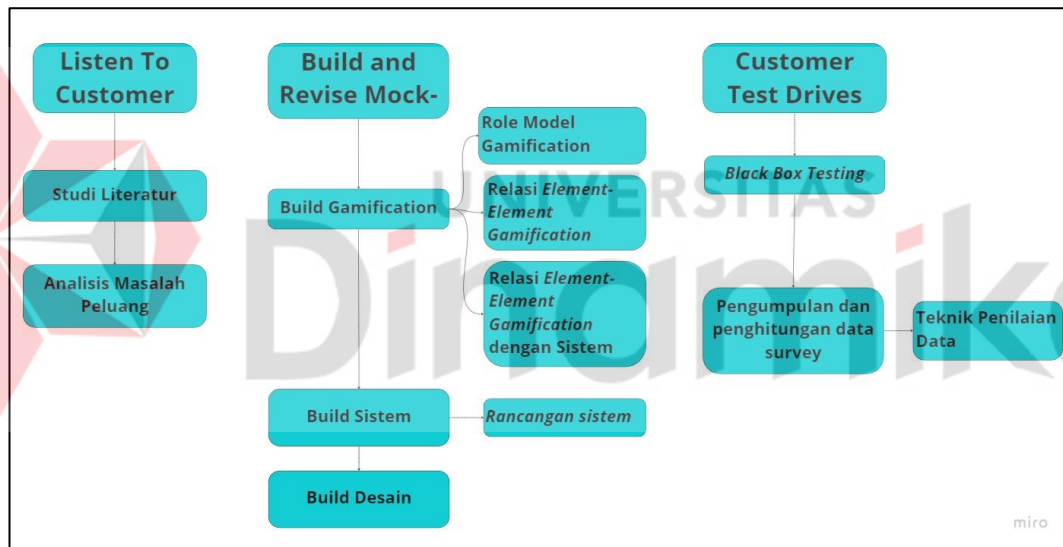 Listen To
Customer
Studi Literatur
Analisis Masalah
Peluang
Build and
Revise Mock-
Build Gamification
Role Model
Gamification
Relasi Element-
Element
Gamification
Relasi Element-
Element
Gamification
dengan Sistem
Build Sistem
Rancangan sistem
Build Desain
Customer
Test Drives
Black Box Testing
Pengumpulan dan
penghitungan data
survey
Teknik Penilaian
Data
UNIVERSITAS
Dinamika
miro